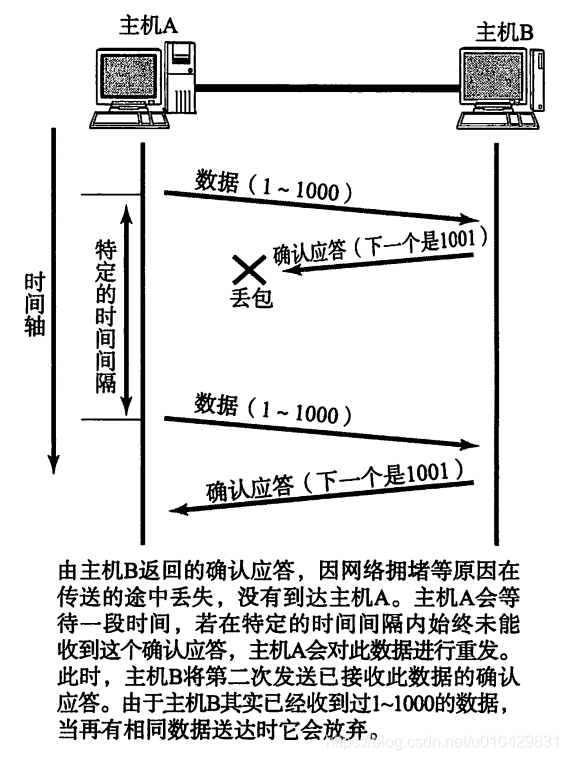 主机A
主机B
数据（1～1000）
确认应答（下一个是1001）
丢包
特定的时间间隔
时间轴
数据（1～1000）
确认应答（下一个是1001）
由主机B返回的确认应答，因网络拥堵等原因在
传送的途中丢失，没有到达主机A。主机A会等
待一段时间，若在特定的时间间隔内始终未能
收到这个确认应答，主机A会对此数据进行重发。
此时，主机B将第二次发送已接收此数据的确认
应答。由于主机B其实已经收到过1~1000的数据，
当再有相同数据送达时它会放弃。
https://blog.csdn.net/u010429831